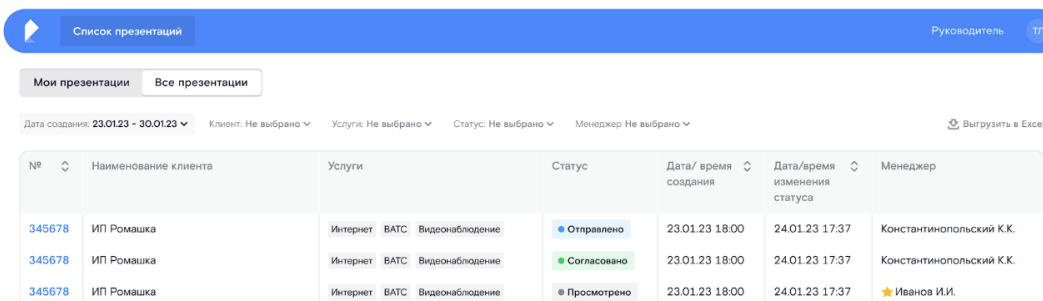 Список презентаций Руководитель ТЛ
Мои презентации Все презентации
Дата создания: 23.01.23 - 30.01.23 Клиент: Не выбрано Услуги: Не выбрано Статус: Не выбрано Менеджер Не выбрано Выгрузить в Excel
№ Наименование клиента Услуги Статус Дата/ время создания Дата/время изменения статуса Менеджер
345678 ИП Ромашка Интернет ВАТС Видеонаблюдение Отправлено 23.01.23 18:00 24.01.23 17:37 Константинопольский К.К.
345678 ИП Ромашка Интернет ВАТС Видеонаблюдение Согласовано 23.01.23 18:00 24.01.23 17:37 Константинопольский К.К.
345678 ИП Ромашка Интернет ВАТС Видеонаблюдение Просмотрено 23.01.23 18:00 24.01.23 17:37 Иванов И.И.